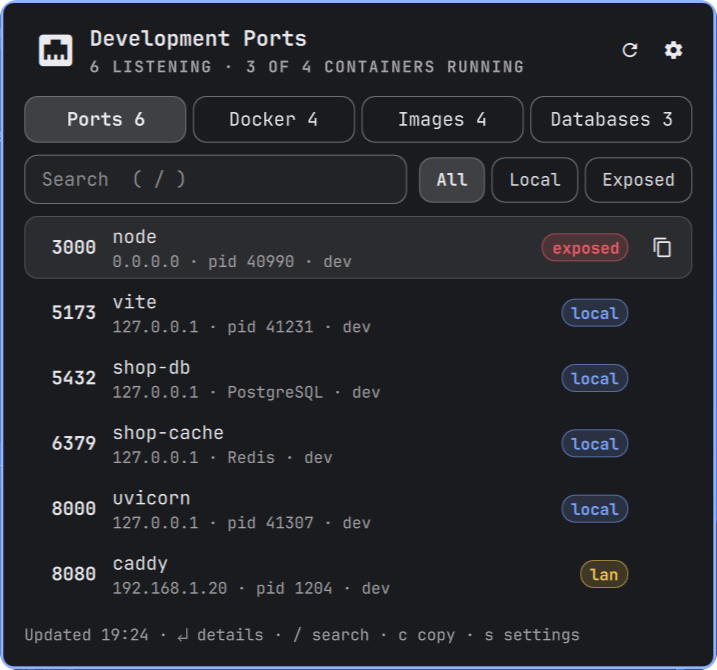 Development Ports
6 LISTENING · 3 OF 4 CONTAINERS RUNNING
Ports 6 Docker 4 Images 4 Databases 3
Search ( / ) All Local Exposed
3000 node exposed
0.0.0.0 · pid 40990 · dev
5173 vite local
127.0.0.1 · pid 41231 · dev
5432 shop-db local
127.0.0.1 · PostgreSQL · dev
6379 shop-cache local
127.0.0.1 · Redis · dev
8000 uvicorn local
127.0.0.1 · pid 41307 · dev
8080 caddy lan
192.168.1.20 · pid 1204 · dev
Updated 19:24 · ↲ details · / search · c copy · s settings